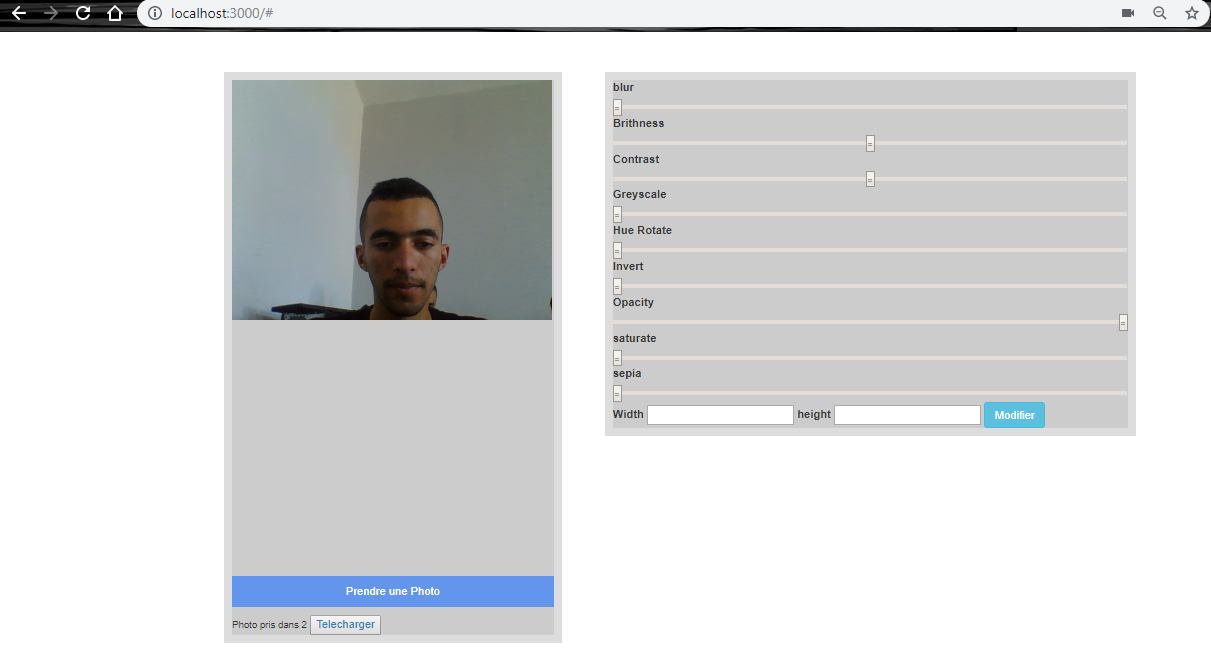 localhost:3000/#
blur
Brithness
Contrast
Greyscale
Hue Rotate
Invert
Opacity
saturate
sepia
Width height Modifier
Prendre une Photo
Photo pris dans 2 Telecharger